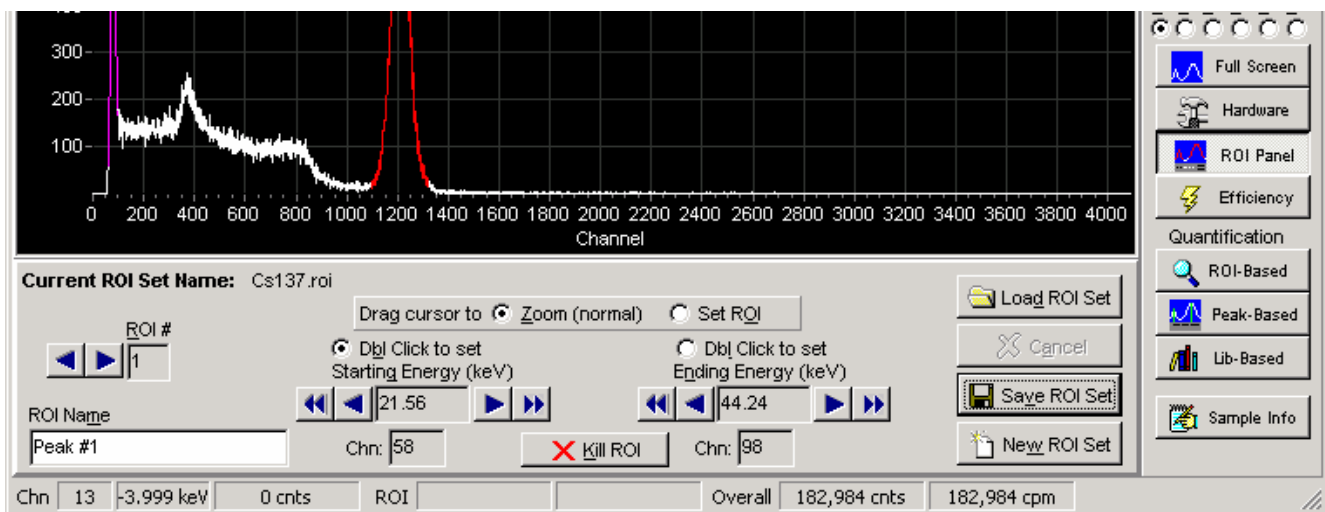 300
200
100
0 200 400 600 800 1000 1200 1400 1600 1800 2000 2200 2400 2600 2800 3000 3200 3400 3600 3800 4000
Channel
Full Screen
Hardware
ROI Panel
Efficiency
Quantification
ROI-Based
Peak-Based
Lib-Based
Sample Info
Current ROI Set Name: Cs137.roi
Drag cursor to Zoom (normal) Set ROI
ROI #
1
Dbl Click to set
Starting Energy (keV)
21.56
Chn: 58
Dbl Click to set
Ending Energy (keV)
44.24
Chn: 98
ROI Name
Peak #1
Kill ROI
Load ROI Set
Cancel
Save ROI Set
New ROI Set
Chn 13 -3.999 keV 0 cnts ROI Overall 182,984 cnts 182,984 cpm